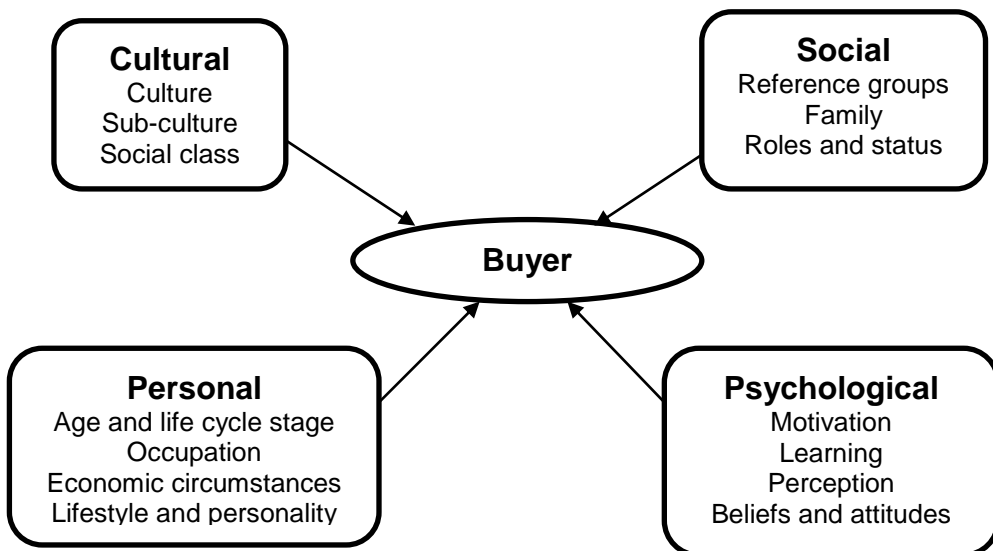 Cultural
Culture
Sub-culture
Social class
Social
Reference groups
Family
Roles and status
Buyer
Personal
Age and life cycle stage
Occupation
Economic circumstances
Lifestyle and personality
Psychological
Motivation
Learning
Perception
Beliefs and attitudes